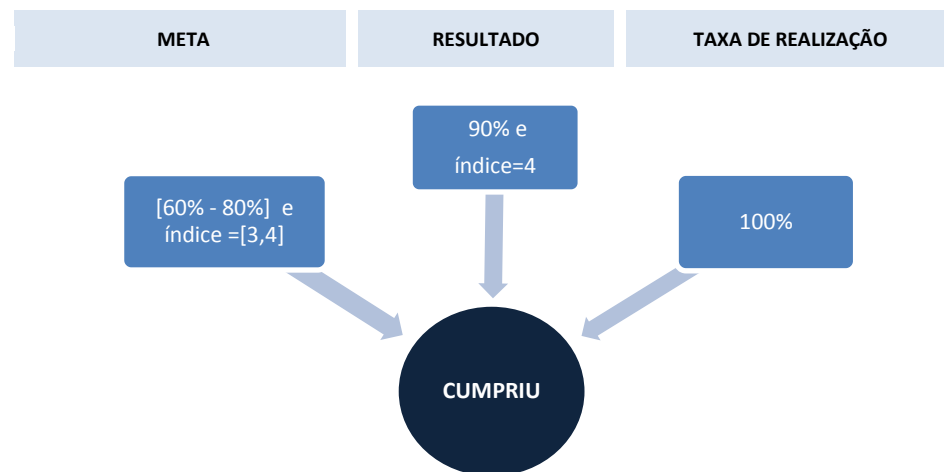 META
RESULTADO
TAXA DE REALIZAÇÃO
90% e
índice=4
[60% - 80%] e
índice =[3,4]
100%
CUMPRIU